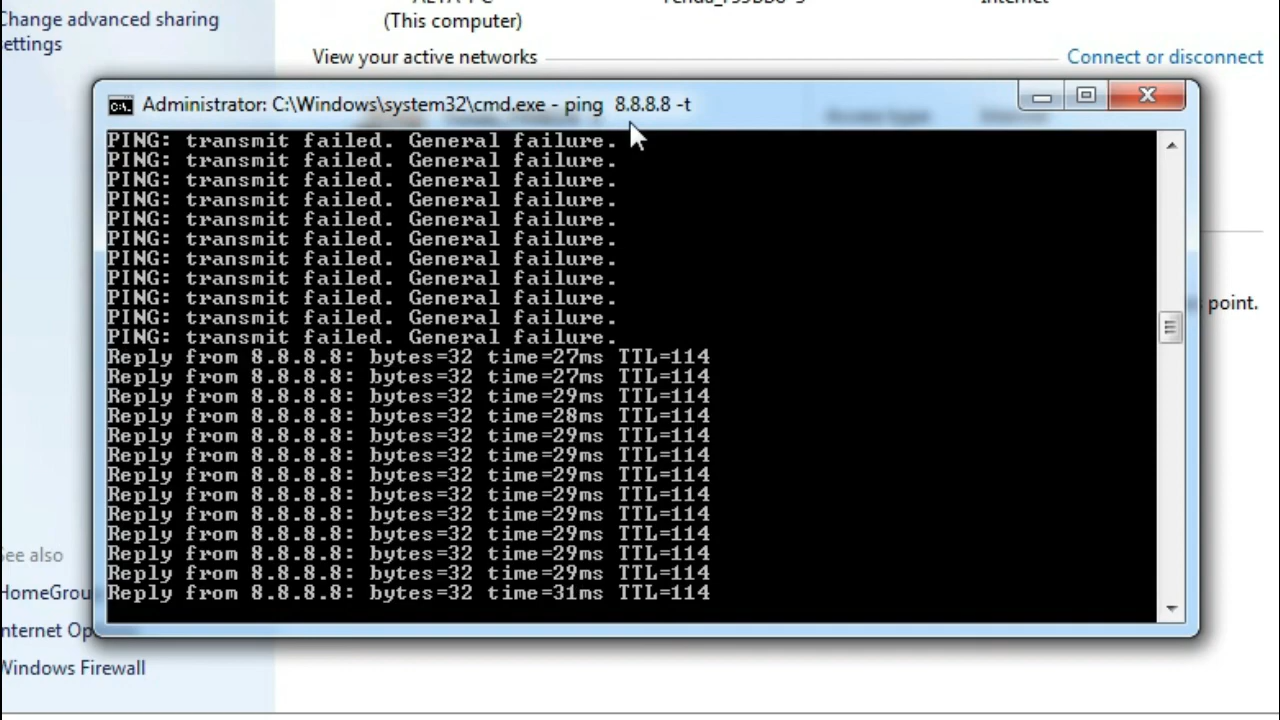 Change advanced sharing
settings
(This computer)
Internet
View your active networks
Connect or disconnect
Administrator: C:\Windows\system32\cmd.exe - ping  8.8.8.8 -t
PING: transmit failed. General failure.
PING: transmit failed. General failure.
PING: transmit failed. General failure.
PING: transmit failed. General failure.
PING: transmit failed. General failure.
PING: transmit failed. General failure.
PING: transmit failed. General failure.
PING: transmit failed. General failure.
PING: transmit failed. General failure.
PING: transmit failed. General failure.
PING: transmit failed. General failure.
Reply from 8.8.8.8: bytes=32 time=27ms TTL=114
Reply from 8.8.8.8: bytes=32 time=27ms TTL=114
Reply from 8.8.8.8: bytes=32 time=29ms TTL=114
Reply from 8.8.8.8: bytes=32 time=28ms TTL=114
Reply from 8.8.8.8: bytes=32 time=29ms TTL=114
Reply from 8.8.8.8: bytes=32 time=29ms TTL=114
Reply from 8.8.8.8: bytes=32 time=29ms TTL=114
Reply from 8.8.8.8: bytes=32 time=29ms TTL=114
Reply from 8.8.8.8: bytes=32 time=29ms TTL=114
Reply from 8.8.8.8: bytes=32 time=29ms TTL=114
Reply from 8.8.8.8: bytes=32 time=29ms TTL=114
Reply from 8.8.8.8: bytes=32 time=29ms TTL=114
Reply from 8.8.8.8: bytes=32 time=31ms TTL=114
point.
See also
HomeGrou
Internet Op
Windows Firewall